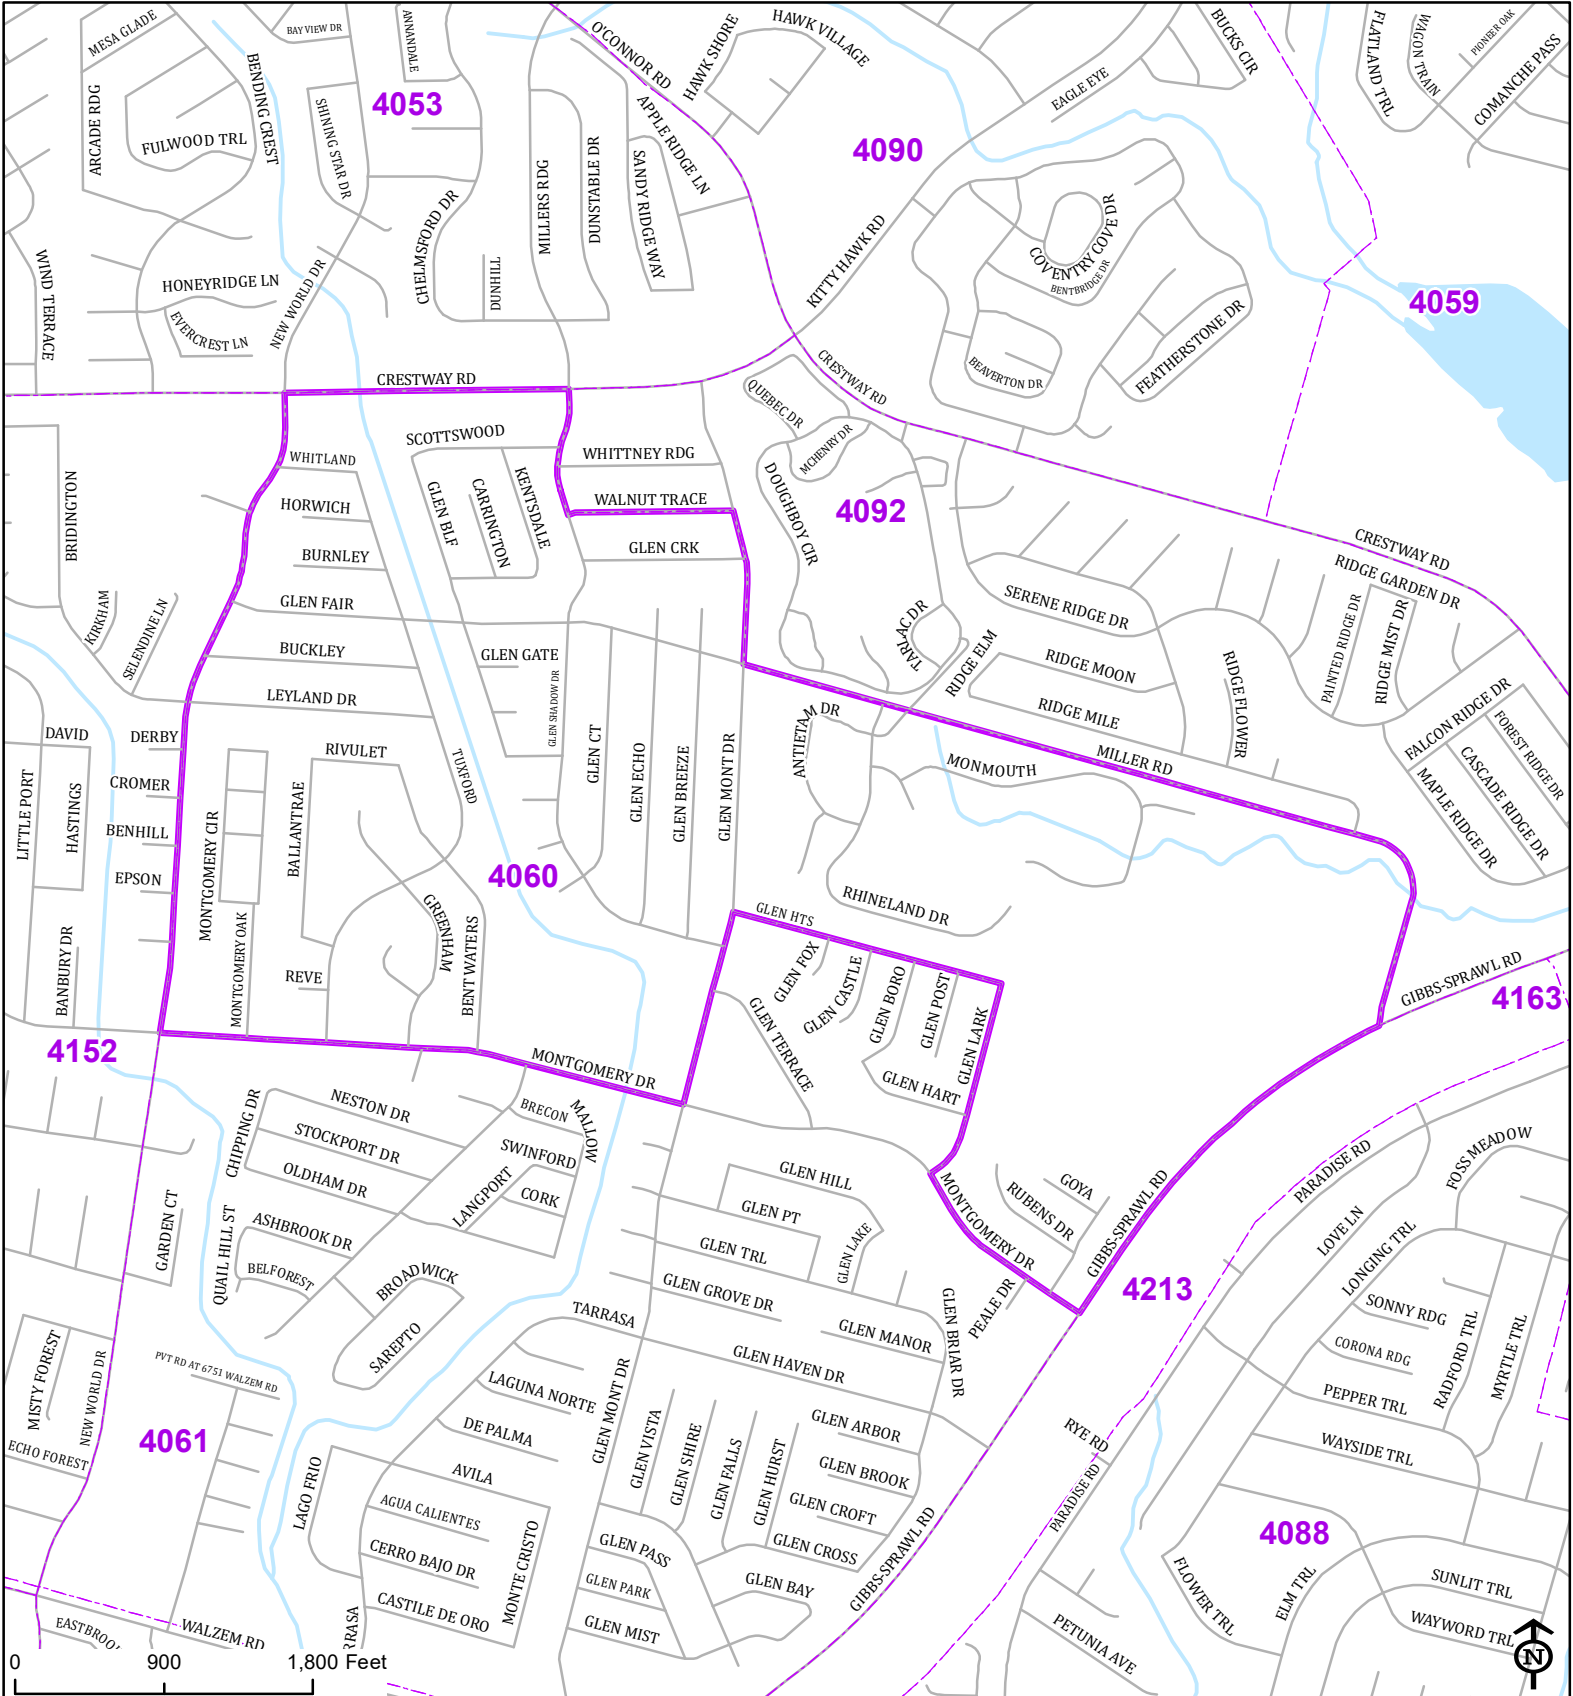 MESA GLADE
BAY VIEW DR
ANNANDALE
O'CONNOR RD
HAWK SHORE
HAWK VILLAGE
BUCKS CIR
FLATLAND TRL
WAGON TRAIN
PIONEER OAK
COMANCHE PASS
ARCADE RDG
FULWOOD TRL
BENDING CREST
SHINING STAR DR
4053
4090
EAGLE EYE
APPLE RIDGE LN
MILLERS RDG
DUNSTABLE DR
SANDY RIDGE WAY
CHELMSFORD DR
DUNHILL
KITTY HAWK RD
COVENTRY COVE DR
BENTBRIDGE DR
FEATHERSTONE DR
BEAVERTON DR
4059
WIND TERRACE
HONEYRIDGE LN
EVERCREST LN
NEW WORLD DR
CRESTWAY RD
CRESTWAY RD
QUEBEC DR
MCHENRY DR
DOUGHBOY CIR
4092
SCOTTSWOOD
WHITTNEY RDG
WALNUT TRACE
WHITLAND
HORWICH
BURNLEY
GLEN FAIR
BUCKLEY
LEYLAND DR
GLEN BLF
CARRINGTON
KENTSDALE
GLEN CRK
BRIDINGTON
KIRKHAM
SELENDINE LN
CRESTWAY RD
RIDGE GARDEN DR
SERENE RIDGE DR
PAINTED RIDGE DR
RIDGE MIST DR
TARLAC DR
RIDGE ELM
RIDGE MOON
RIDGE MILE
RIDGE FLOWER
GLEN GATE
GLEN SHADOW DR
ANTIETAM DR
MILLER RD
MONMOUTH
FALCON RIDGE DR
FOREST RIDGE DR
CASCADE RIDGE DR
MAPLE RIDGE DR
DAVID
DERBY
RIVULET
TUXFORD
GLEN CT
GLEN ECHO
GLEN BREEZE
GLEN MONT DR
LITTLE PORT
HASTINGS
CROMER
BENHILL
EPSON
MONTGOMERY CIR
BALLANTRAE
4060
GREENHAM
BENT WATERS
RHINELAND DR
GLEN HTS
BANBURY DR
MONTGOMERY OAK
REVE
GLEN FOX
GLEN CASTLE
GLEN BORO
GLEN POST
GLEN LARK
GLEN TERRACE
GLEN HART
GIBBS-SPRAWL RD
4163
4152
MONTGOMERY DR
CHIPPING DR
NESTON DR
STOCKPORT DR
OLDHAM DR
BRECON
MALLOW
SWINFORD
LANGPORT
CORK
GLEN HILL
GLEN PT
GLEN TRL
GLEN LAKE
MONTGOMERY DR
RUBENS DR
GOYA
GIBBS-SPRAWL RD
PARADISE RD
FOSS MEADOW
LOVE LN
LONGING TRL
GARDEN CT
QUAIL HILL ST
ASHBROOK DR
BELFOREST
BROADWICK
SAREPTO
TARRASA
GLEN GROVE DR
GLEN MANOR
GLEN BRIAR DR
PEALE DR
4213
SONNY RDG
CORONA RDG
RADFORD TRL
MYRTLE TRL
MISTY FOREST
NEW WORLD DR
PVT RD AT 6751 WALZEM RD
GLEN HAVEN DR
LAGUNA NORTE
GLEN MONT DR
PEPPER TRL
WAYSIDE TRL
ECHO FOREST
4061
DE PALMA
AVILA
LAGO FRIO
AGUA CALIENTES
CERRO BAJO DR
CASTILE DE ORO
MONTE CRISTO
GLEN VISTA
GLEN SHIRE
GLEN FALLS
GLEN HURST
GLEN ARBOR
GLEN BROOK
GLEN CROFT
GLEN CROSS
RYE RD
PARADISE RD
4088
GLEN PASS
GLEN PARK
GLEN MIST
GLEN BAY
GIBBS-SPRAWL RD
FLOWER TRL
ELM TRL
SUNLIT TRL
WAYWORD TRL
PETUNIA AVE
EASTBROO
WALZEM RD
RRASA
0 900 1,800 Feet
N